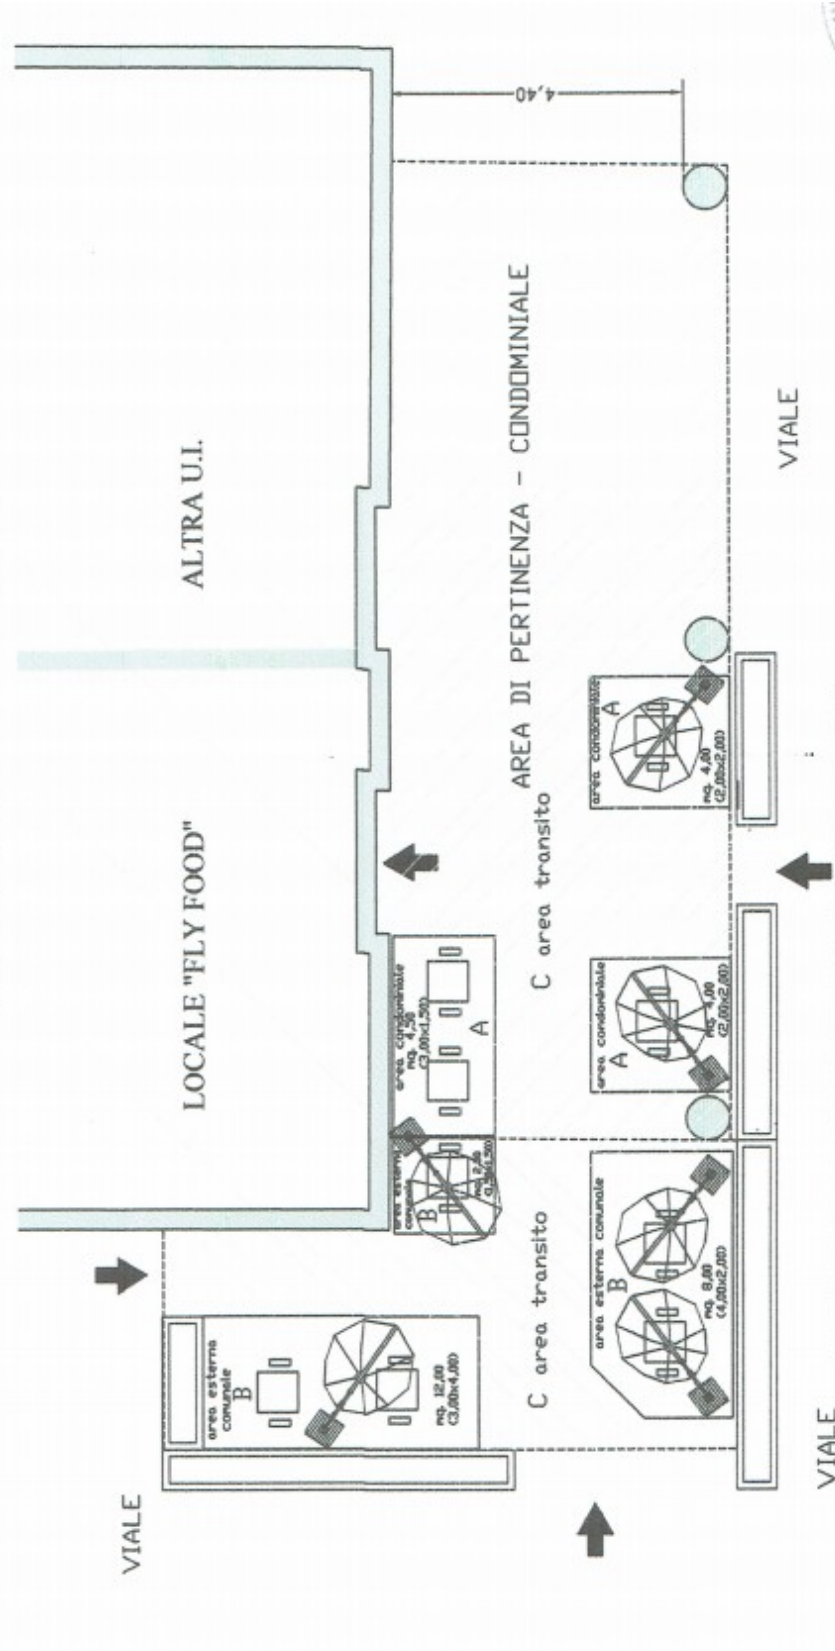 4,40
AREA DI PERTINENZA - CONDOMINIALE
VIALE
ALTRA U.I.
LOCALE "FLY FOOD"
area condominiale
A
mq. 4,00
(2,00x2,00)
C area transito
area condominiale
mq. 4,50
(3,00x1,50)
A
area condominiale
A
mq. 4,00
(2,00x2,00)
area esterna
comunale
B
mq. 2,
area esterna comunale
B
mq. 8,00
(4,00x2,00)
C area transito
area esterna
comunale
B
mq. 12,00
(3,00x4,00)
VIALE
VIALE